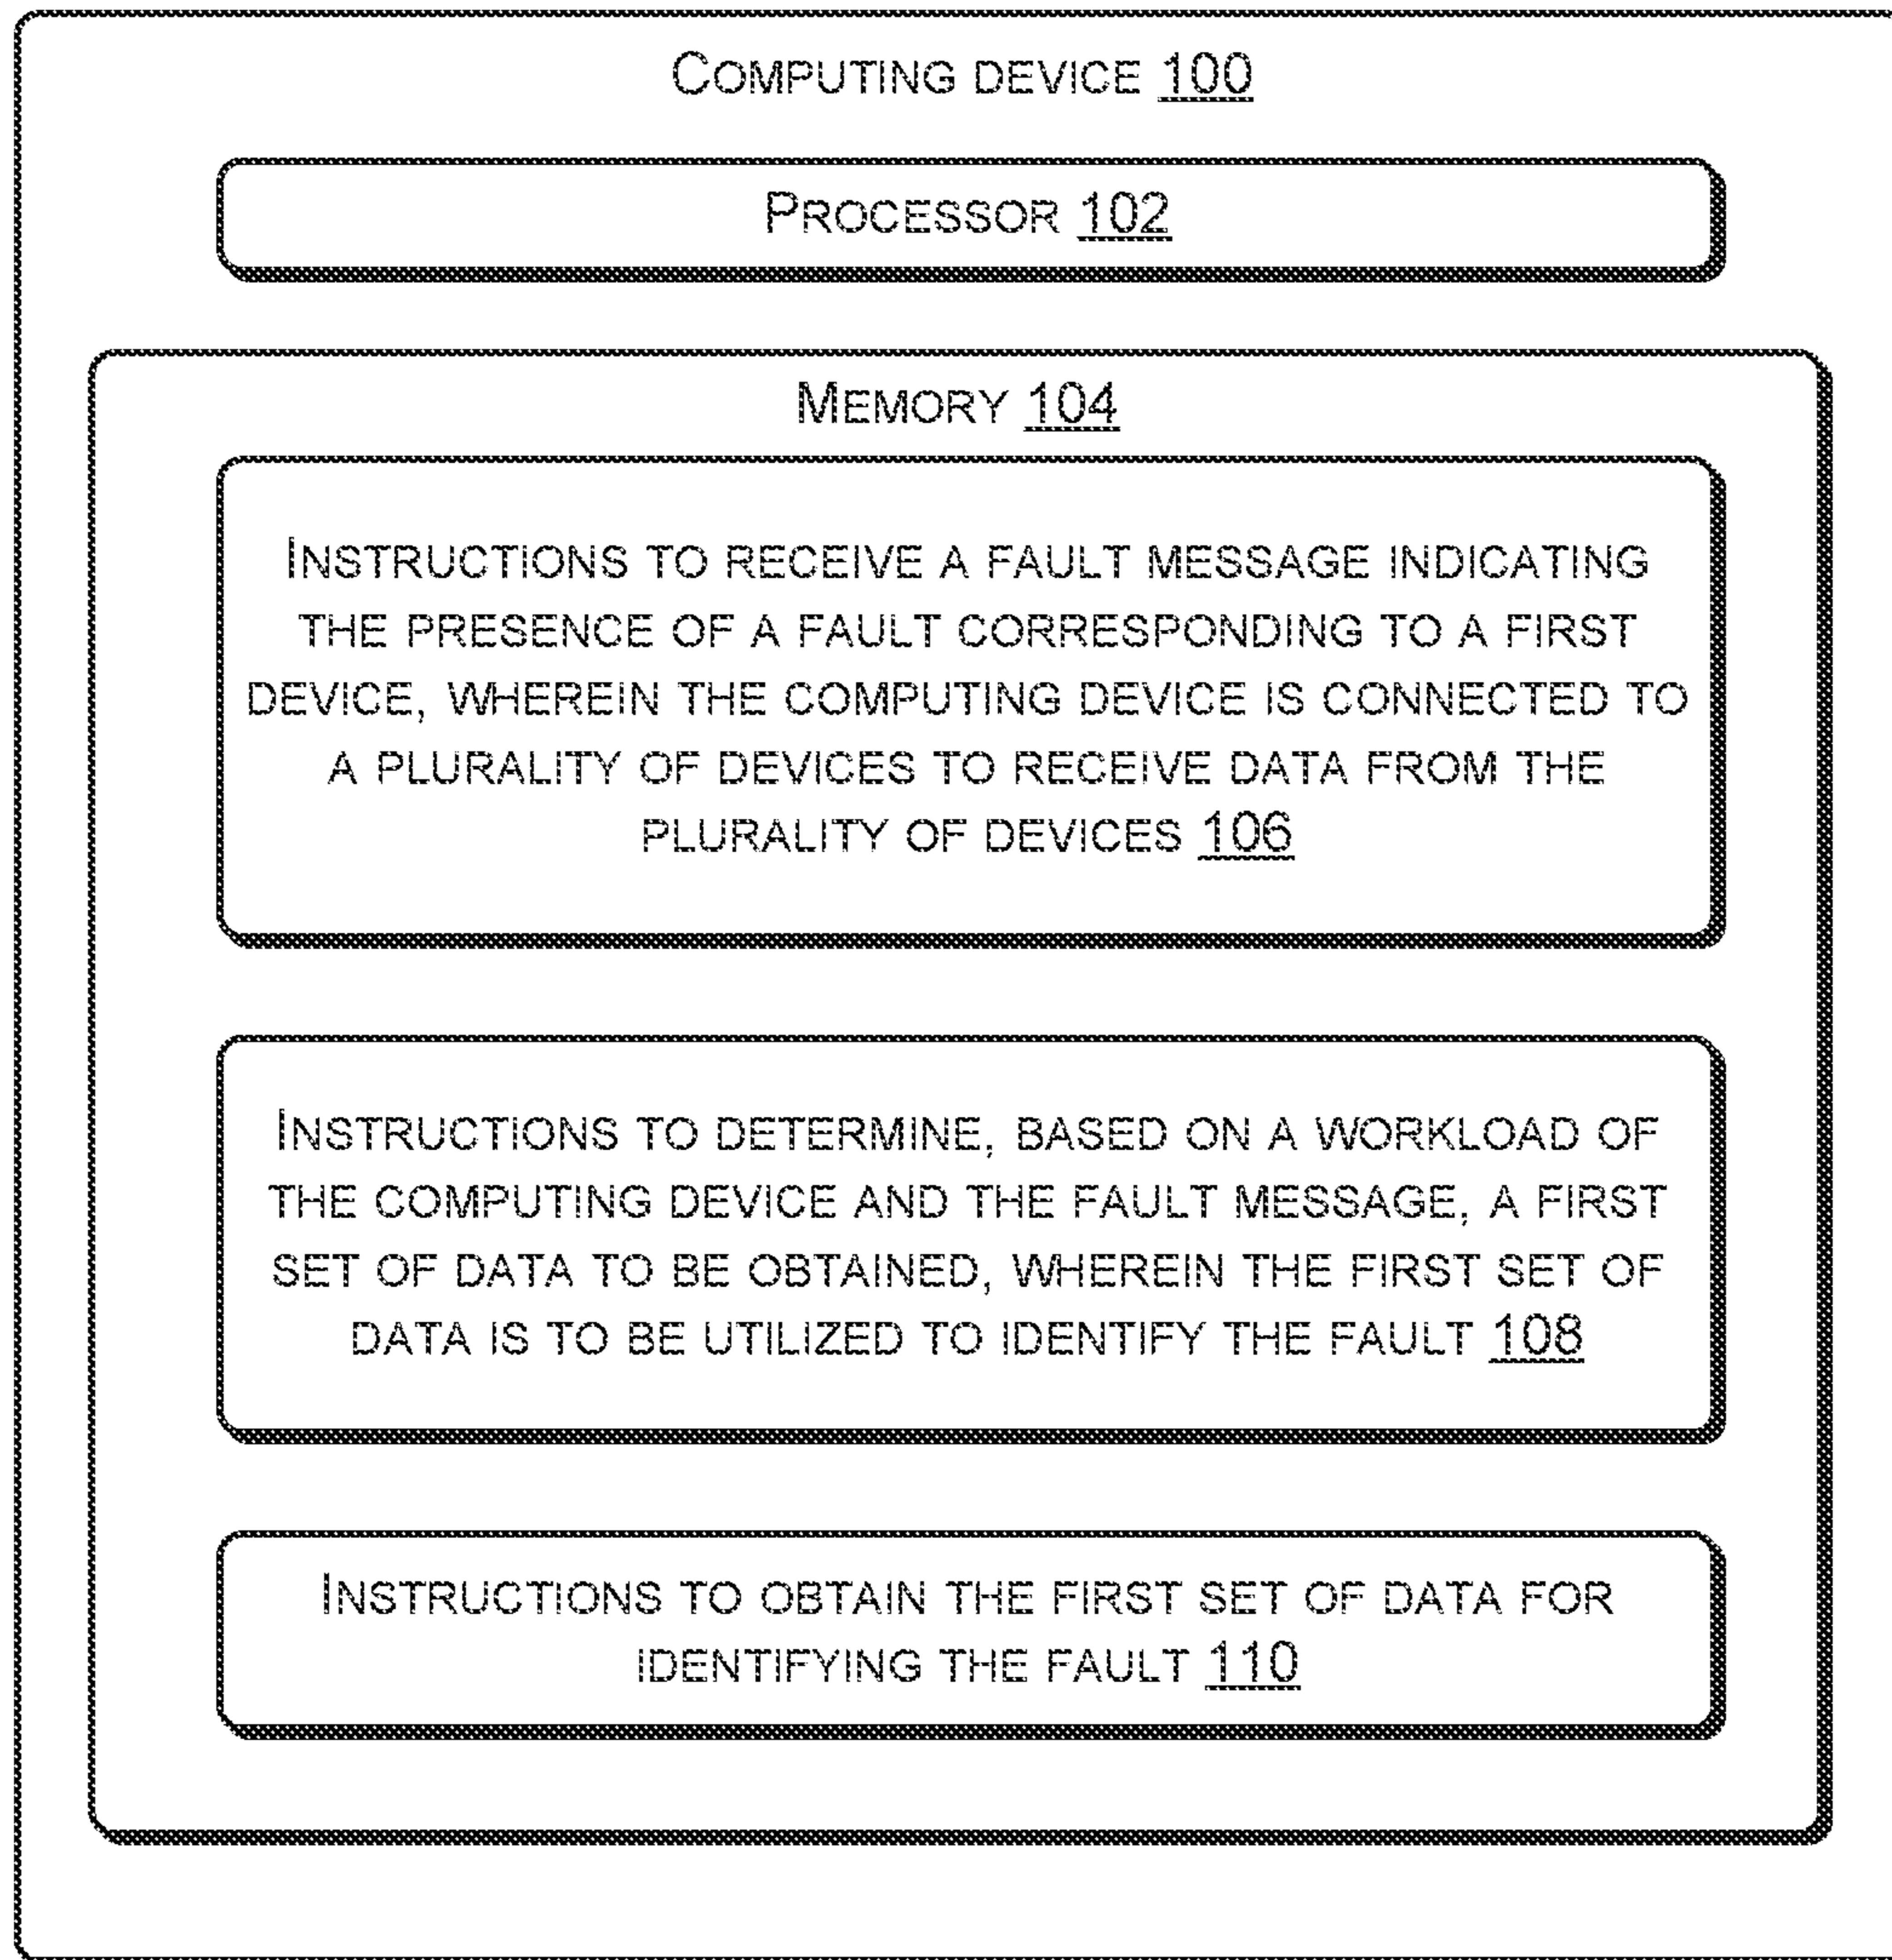 COMPUTING DEVICE 100
PROCESSOR 102
MEMORY 104
INSTRUCTIONS TO RECEIVE A FAULT MESSAGE INDICATING
THE PRESENCE OF A FAULT CORRESPONDING TO A FIRST
DEVICE, WHEREIN THE COMPUTING DEVICE IS CONNECTED TO
A PLURALITY OF DEVICES TO RECEIVE DATA FROM THE
PLURALITY OF DEVICES 106
INSTRUCTIONS TO DETERMINE, BASED ON A WORKLOAD OF
THE COMPUTING DEVICE AND THE FAULT MESSAGE, A FIRST
SET OF DATA TO BE OBTAINED, WHEREIN THE FIRST SET OF
DATA IS TO BE UTILIZED TO IDENTIFY THE FAULT 108
INSTRUCTIONS TO OBTAIN THE FIRST SET OF DATA FOR
IDENTIFYING THE FAULT 110